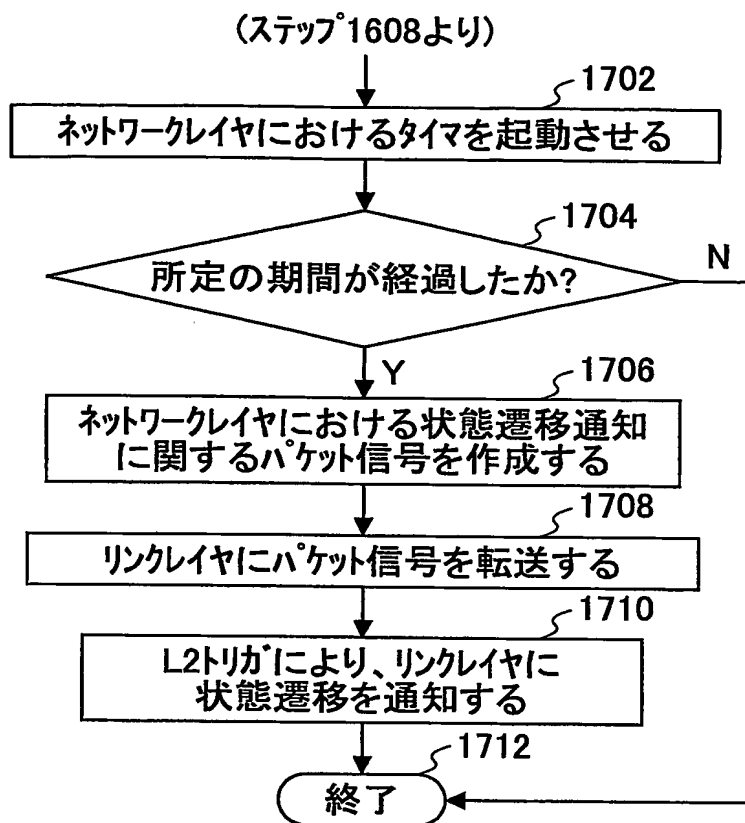 (ステップ1608より)
1702
ネットワークレイヤにおけるタイマを起動させる
1704
所定の期間が経過したか?
N
Y
1706
ネットワークレイヤにおける状態遷移通知
に関するパケット信号を作成する
1708
リンクレイヤにパケット信号を転送する
1710
L2トリガにより、リンクレイヤに
状態遷移を通知する
1712
終了